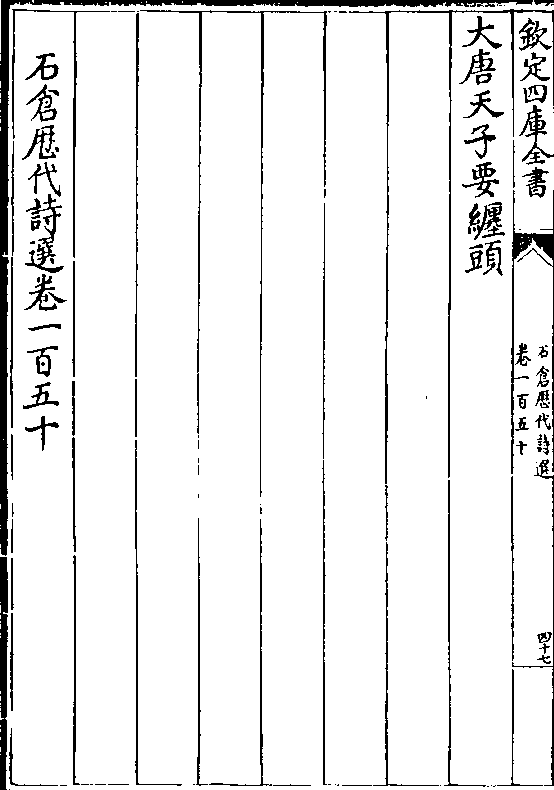 欽定四庫全書
石倉歷代詩選
卷一百五十
四十七
大唐天子要纏頭
石倉歷代詩選卷一百五十